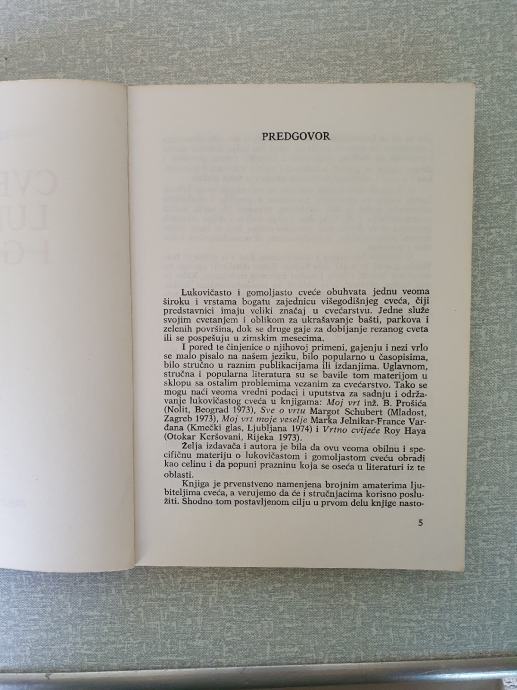 PREDGOVOR
Lukovičasto i gomoljasto cveće obuhvata jednu veoma
široku i vrstama bogatu zajednicu višegodišnjeg cveća, čiji
predstavnici imaju veliki značaj u cvećarstvu. Jedne služe
svojim cvetanjem i oblikom za ukrašavanje bašti, parkova i
zelenih površina, dok se druge gaje za dobijanje rezanog cveta
ili se pospešuju u zimskim mesecima.
I pored te činjenice o njihovoj primeni, gajenju i nezi vrlo
se malo pisalo na našem jeziku, bilo popularno u časopisima,
bilo stručno u raznim publikacijama ili izdanjima. Uglavnom,
stručna i popularna literatura su se bavile tom materijom u
sklopu sa ostalim problemima vezanim za cvećarstvo. Tako se
mogu naći veoma vredni podaci i uputstva za sadnju i održa-
vanje lukovičastog cveća u knjigama: Moj vrt inž. B. Prošića
(Nolit, Beograd 1973), Sve o vrtu Margot Schubert (Mladost,
Zagreb 1973), Moj vrt moje veselje Marka Jelnikar-France Var-
đana (Kmečki glas, Ljubljana 1974) i Vrtno cvijeće Roy Haya
(Otokar Keršovani, Rijeka 1973).
Želja izdavača i autora je bila da ovu veoma obilnu i spe-
cifičnu materiju o lukovičastom i gomoljastom cveću obradi
kao celinu i da popuni prazninu koja se oseća u literaturi iz te
oblasti.
Knjiga je prvenstveno namenjena brojnim amaterima lju-
biteljima cveća, a verujemo da će i stručnjacima korisno poslu-
žiti. Shodno tom postavljenom cilju u prvom delu knjige nasto-
5